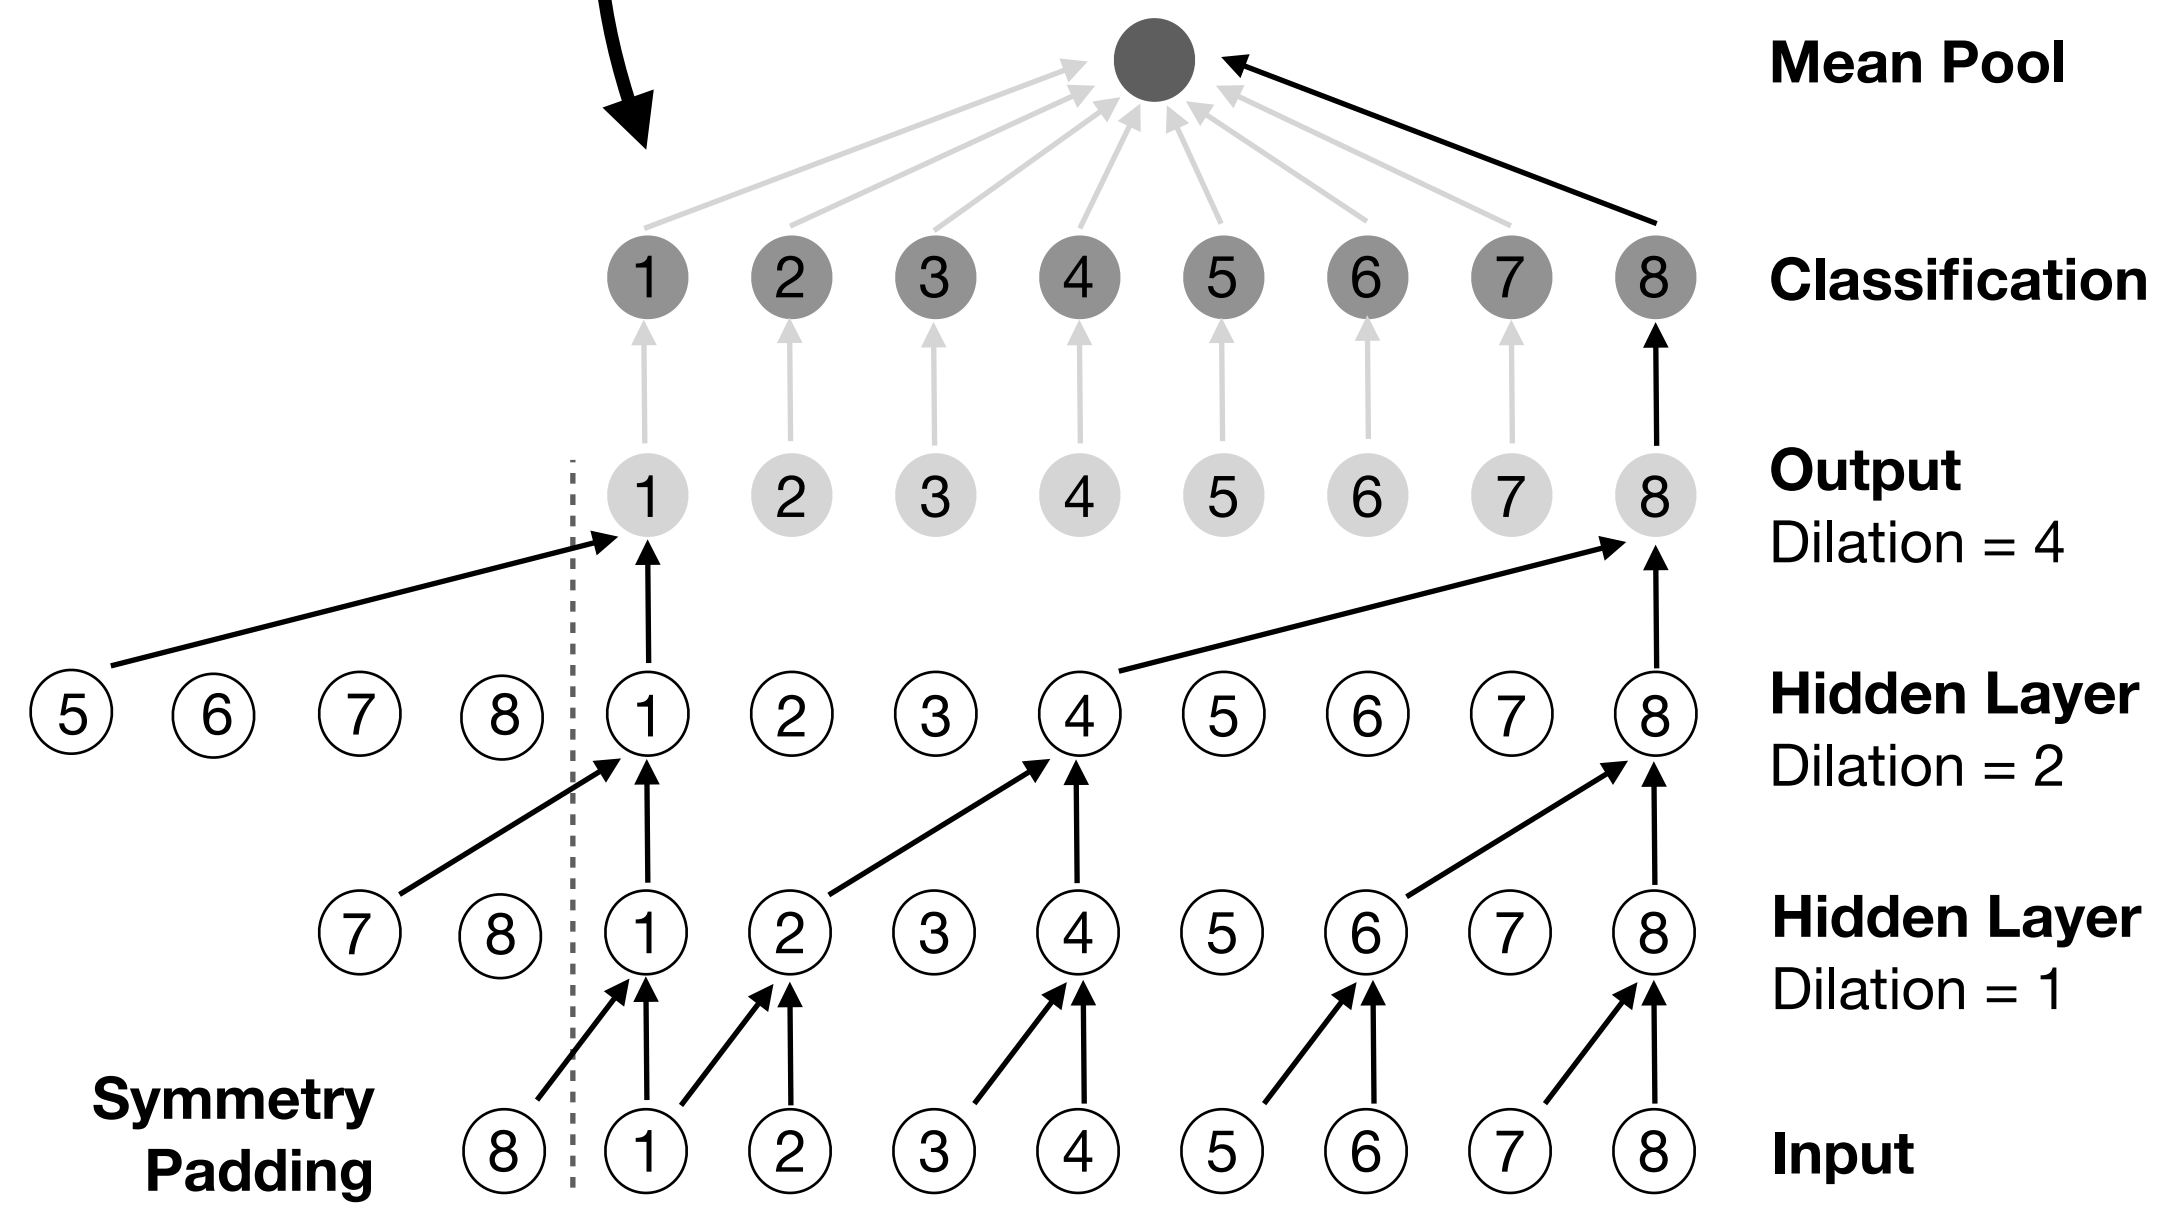 Mean Pool
1 2 3 4 5 6 7 8
Classification
1 2 3 4 5 6 7 8
Output
Dilation = 4
5 6 7 8 1 2 3 4 5 6 7 8
Hidden Layer
Dilation = 2
7 8 1 2 3 4 5 6 7 8
Hidden Layer
Dilation = 1
Symmetry
Padding
8 1 2 3 4 5 6 7 8
Input